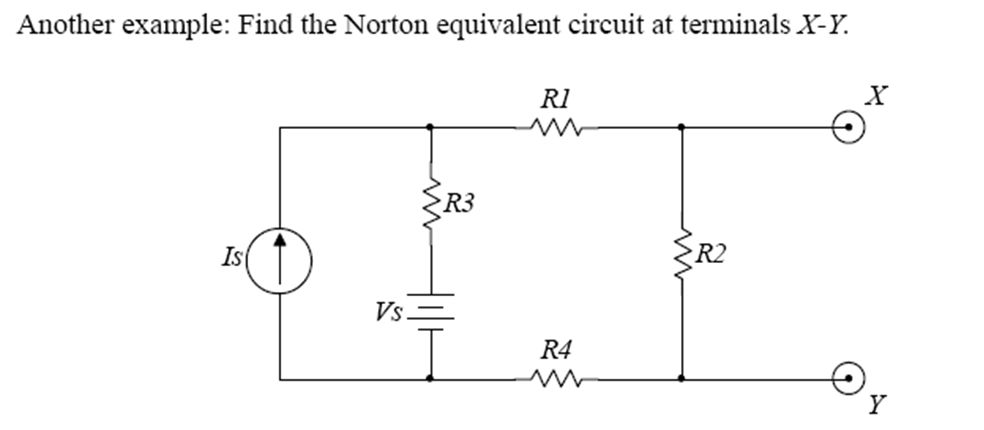 Another example: Find the Norton equivalent circuit at terminals X-Y.
R1
X
R3
Is
R2
Vs
R4
Y